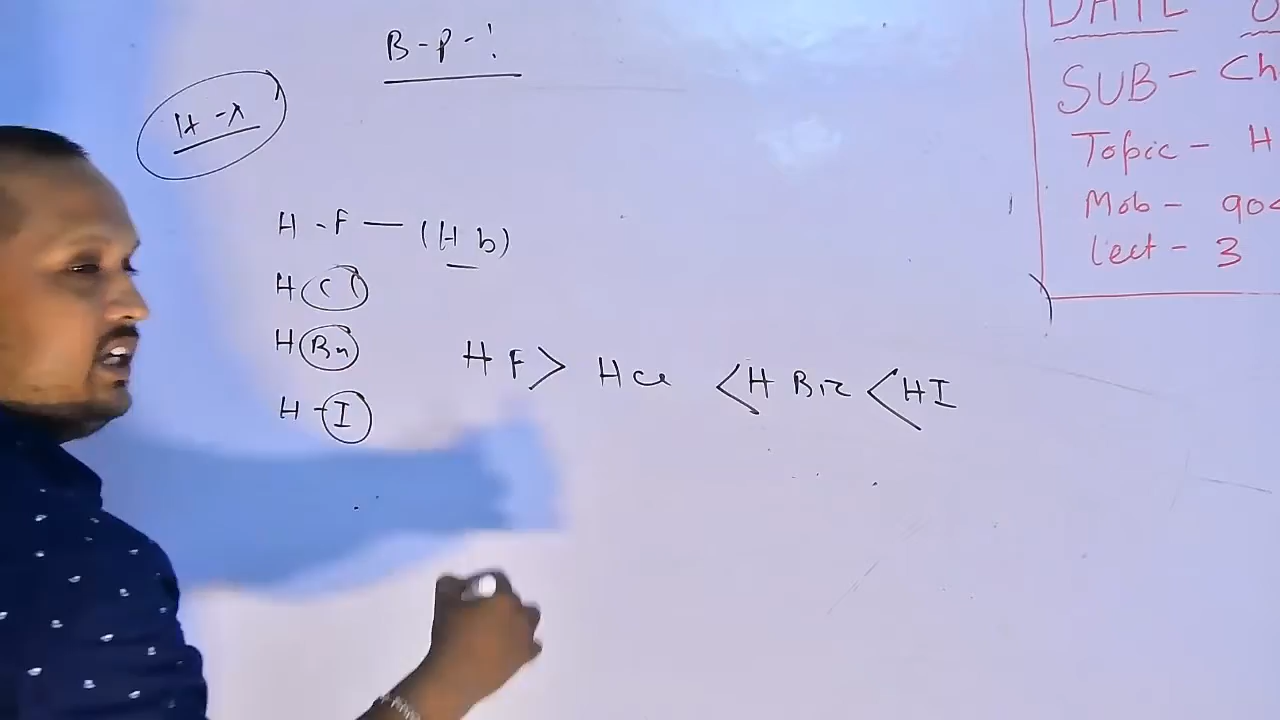 B-P-:
H-X
H-F — (H b)
H Cl
H Br
H-I
HF > HCl < HBr < HI
DATE
SUB - Ch
Topic - H
Mob - 90
Lect - 3